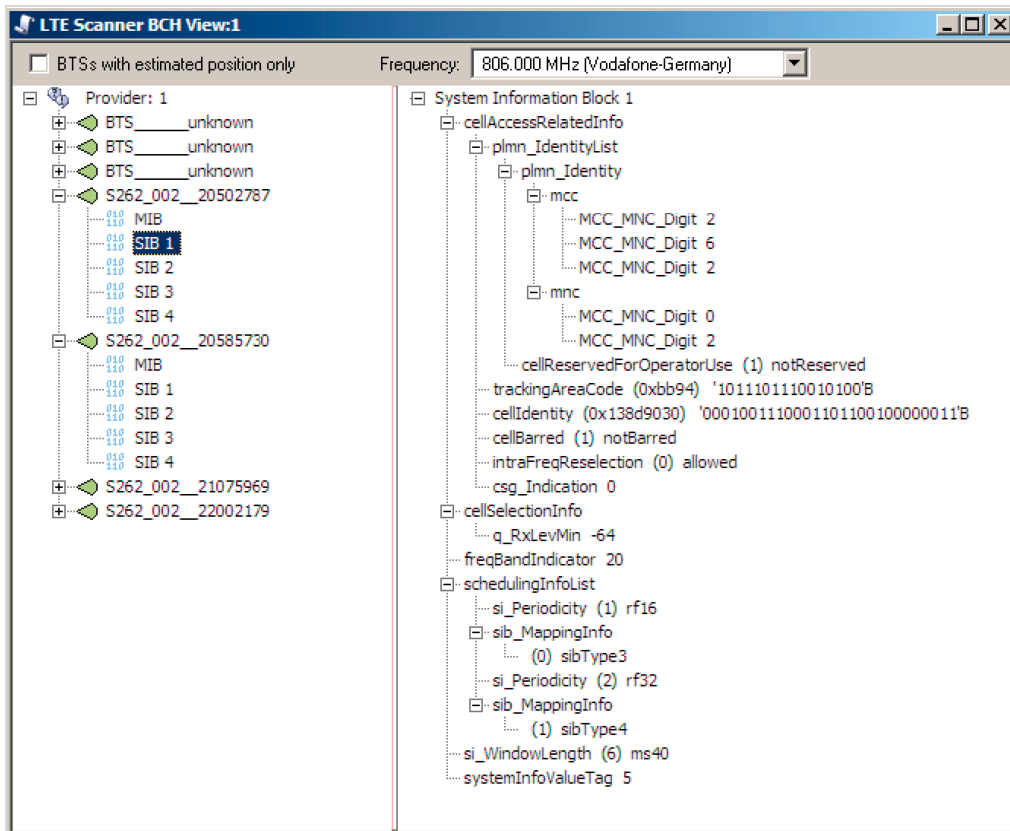 LTE Scanner BCH View:1
BTSs with estimated position only
Frequency: 806.000 MHz (Vodafone-Germany)
Provider: 1
BTS______unknown
BTS______unknown
BTS______unknown
S262_002__20502787
MIB
SIB 1
SIB 2
SIB 3
SIB 4
S262_002__20585730
MIB
SIB 1
SIB 2
SIB 3
SIB 4
S262_002__21075969
S262_002__22002179
System Information Block 1
cellAccessRelatedInfo
plmn_IdentityList
plmn_Identity
mcc
MCC_MNC_Digit 2
MCC_MNC_Digit 6
MCC_MNC_Digit 2
mnc
MCC_MNC_Digit 0
MCC_MNC_Digit 2
cellReservedForOperatorUse (1) notReserved
trackingAreaCode (0xbb94) '1011101110010100'B
cellIdentity (0x138d9030) '0001001110001101100100000011'B
cellBarred (1) notBarred
intraFreqReselection (0) allowed
csg_Indication 0
cellSelectionInfo
q_RxLevMin -64
freqBandIndicator 20
schedulingInfoList
si_Periodicity (1) rf16
sib_MappingInfo
(0) sibType3
si_Periodicity (2) rf32
sib_MappingInfo
(1) sibType4
si_WindowLength (6) ms40
systemInfoValueTag 5